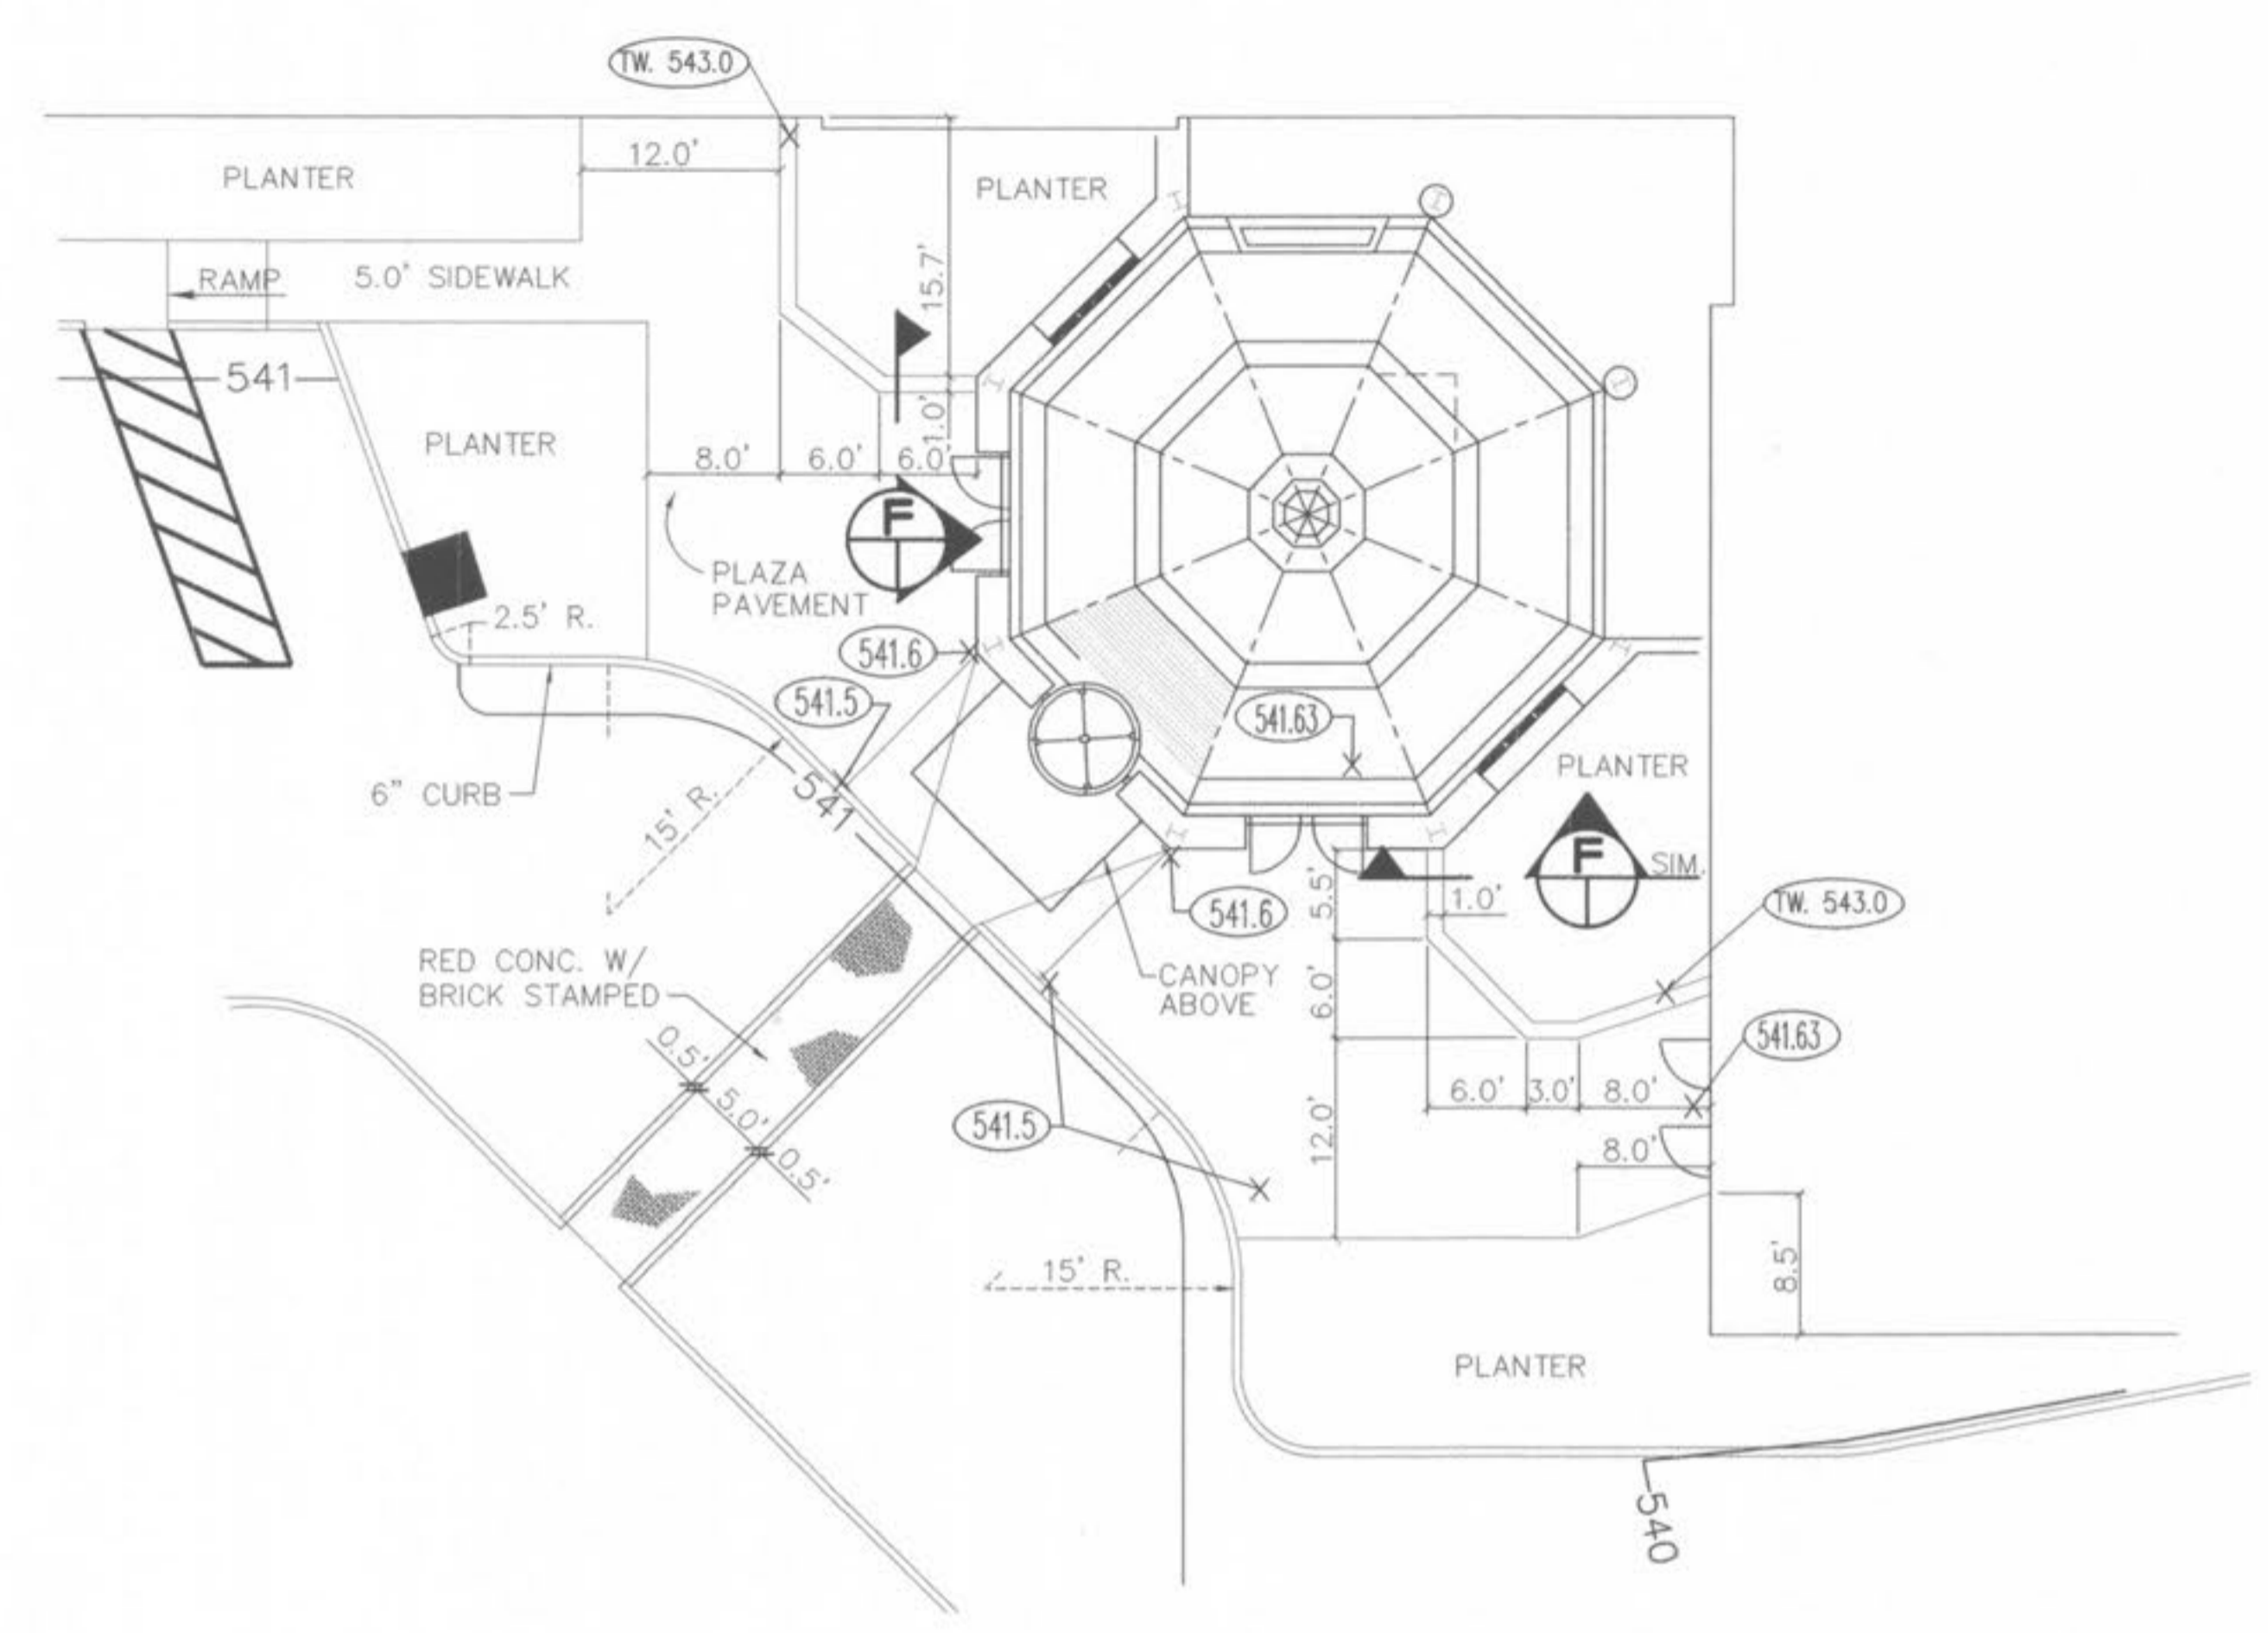 TW. 543.0
12.0'
PLANTER
PLANTER
15.7'
RAMP
5.0' SIDEWALK
541
PLANTER
1.0'
8.0'
6.0'
6.0'
F
PLAZA
PAVEMENT
2.5' R.
541.6
541.5
541.63
6" CURB
15' R.
541
PLANTER
F
SIM.
5.5'
1.0'
541.6
TW. 543.0
RED CONC. W/
BRICK STAMPED
CANOPY
ABOVE
6.0'
541.63
0.5'
5.0'
0.5'
541.5
6.0'
3.0'
8.0'
12.0'
8.0'
15' R.
8.5'
PLANTER
540